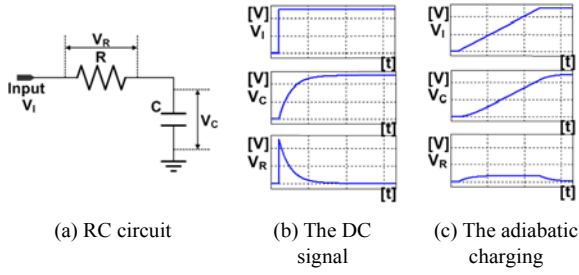 V_R
R
Input
V_I
C
V_C
(a) RC circuit
[V]
V_I
[t]
[V]
V_C
[t]
[V]
V_R
[t]
(b) The DC
signal
[V]
V_I
[t]
[V]
V_C
[t]
[V]
V_R
[t]
(c) The adiabatic
charging